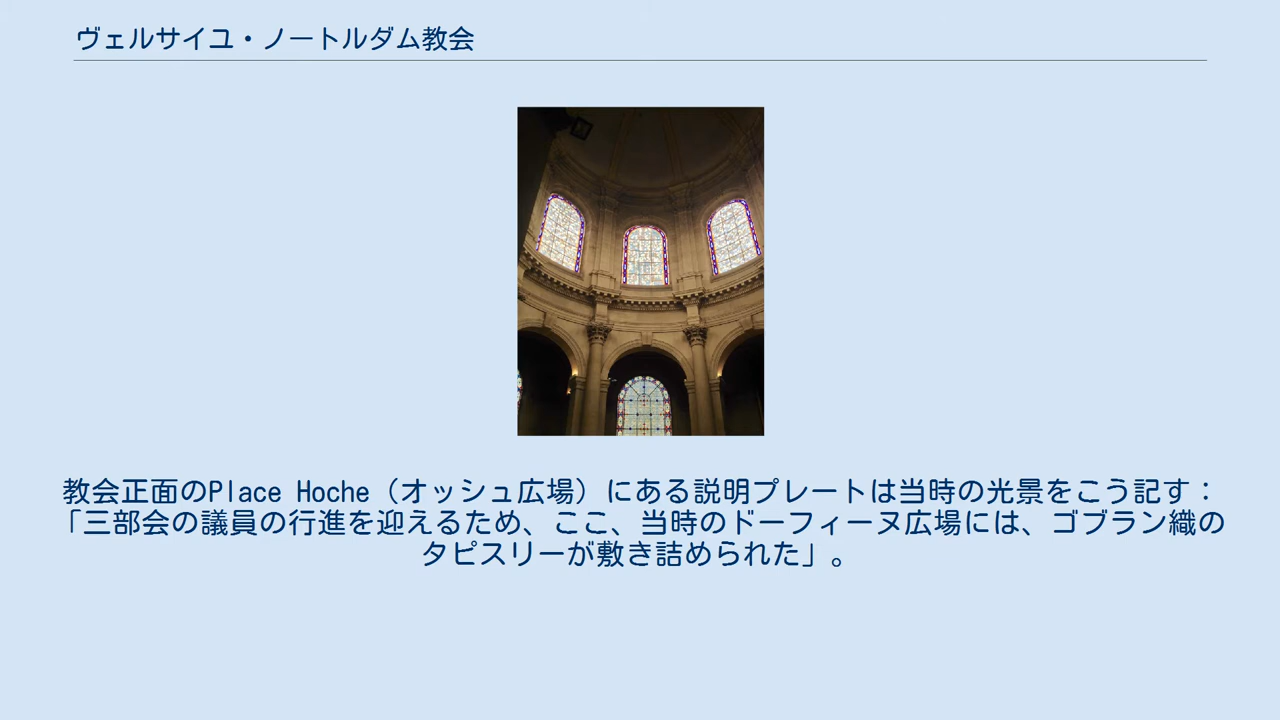 ヴェルサイユ・ノートルダム教会
教会正面のPlace Hoche（オッシュ広場）にある説明プレートは当時の光景をこう記す：
「三部会の議員の行進を迎えるため、ここ、当時のドーフィーヌ広場には、ゴブラン織の
タピスリーが敷き詰められた」。